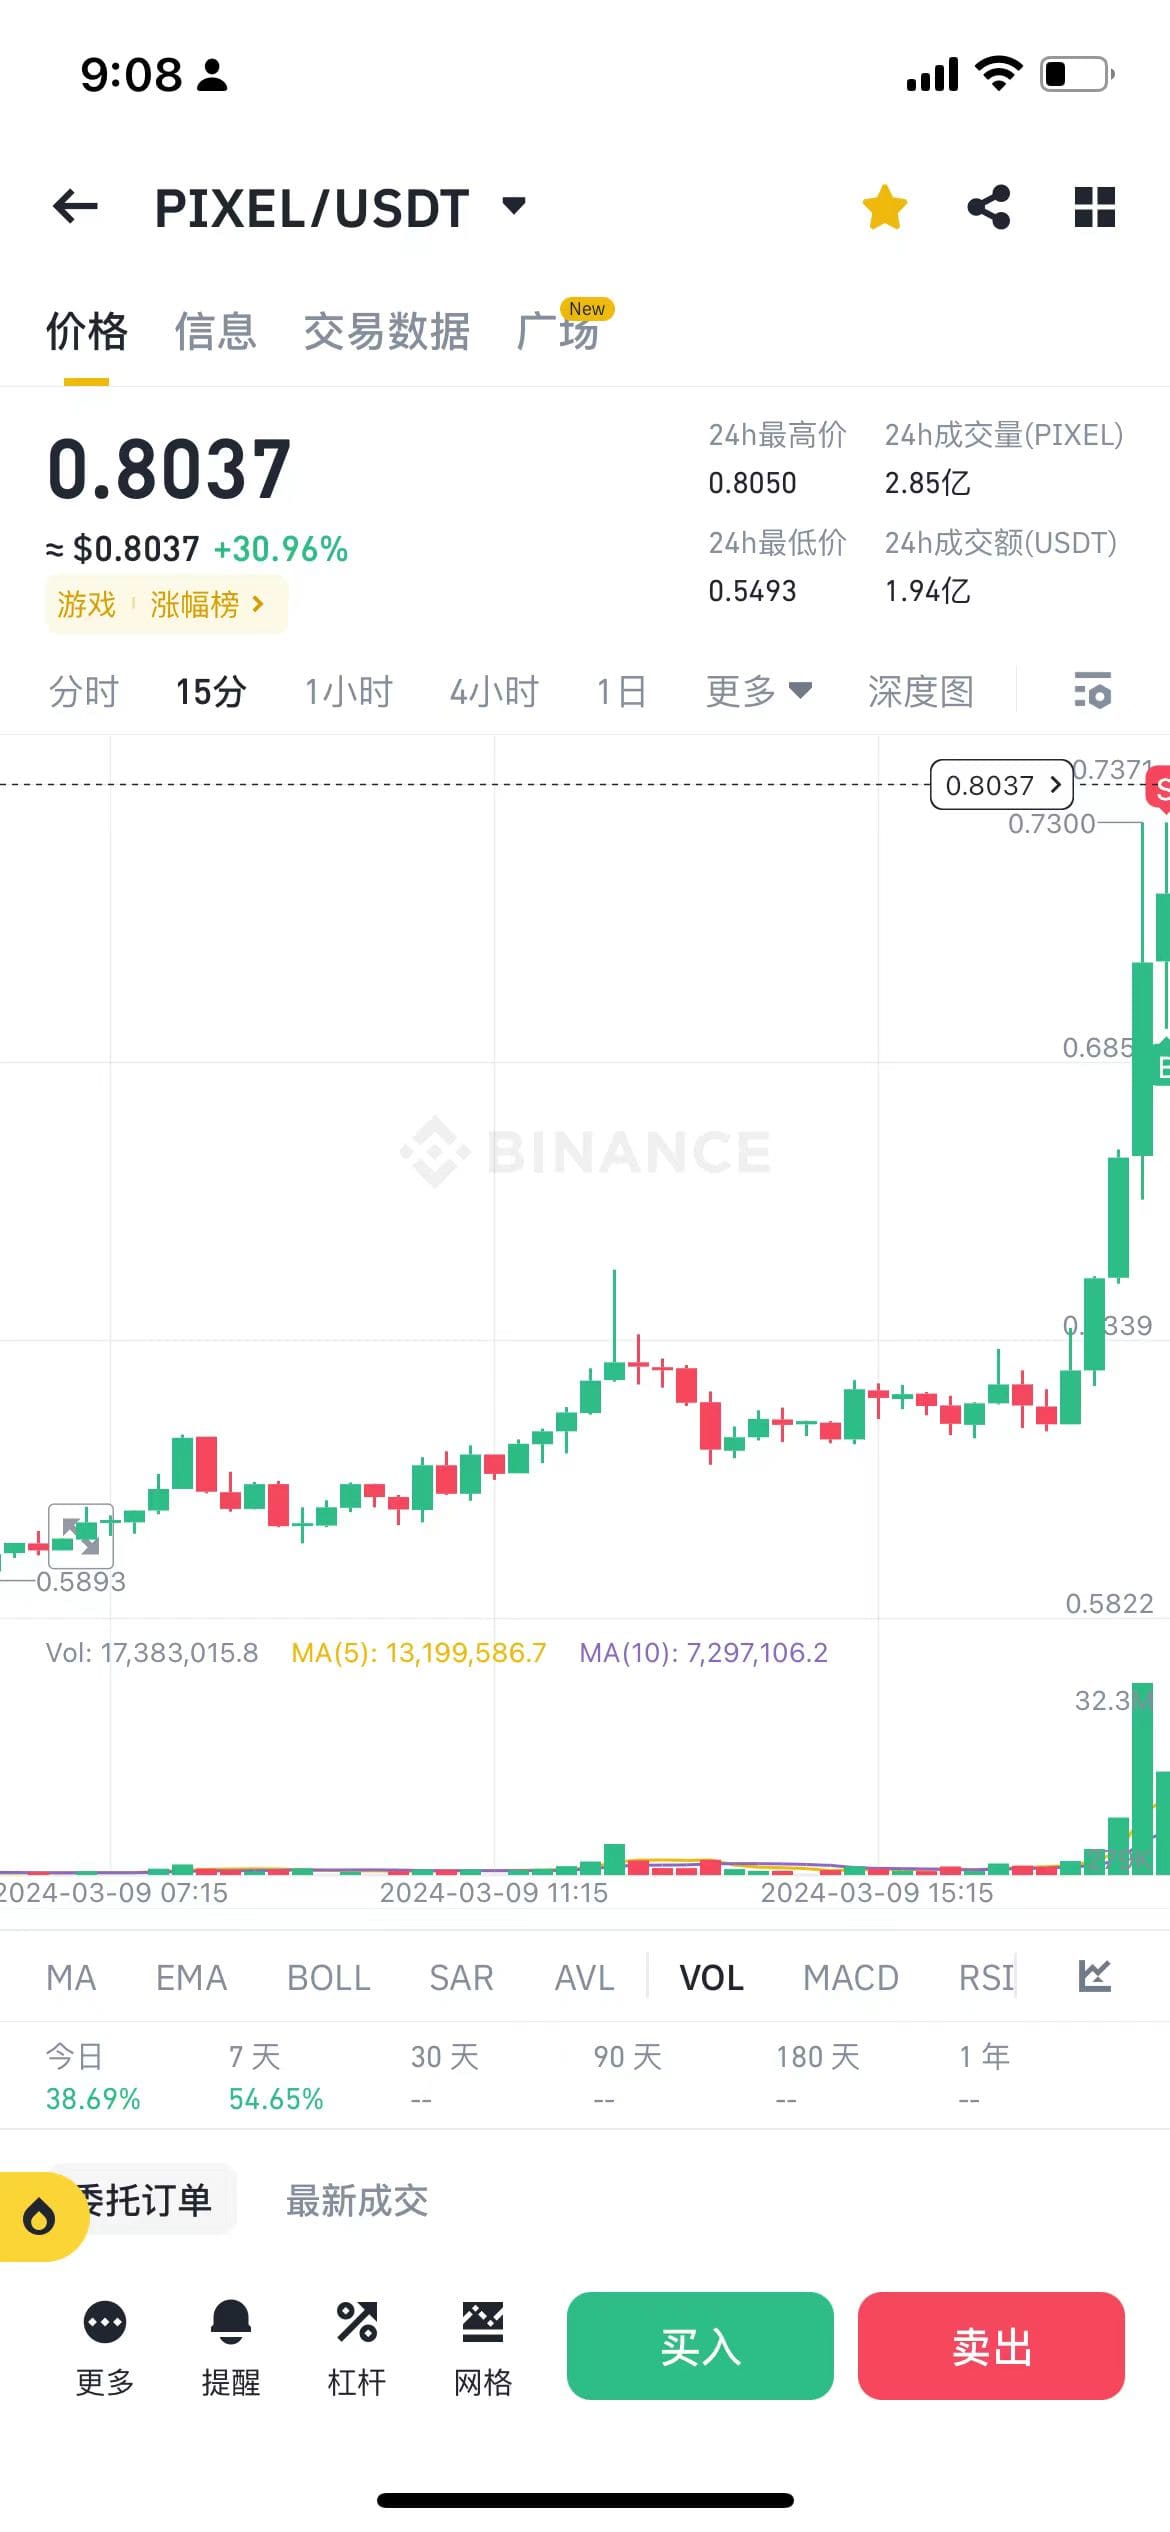 9:08
PIXEL/USDT
价格 信息 交易数据 广场 New
0.8037
≈ $0.8037 +30.96%
游戏 涨幅榜
24h最高价 24h成交量(PIXEL)
0.8050 2.85亿
24h最低价 24h成交额(USDT)
0.5493 1.94亿
分时 15分 1小时 4小时 1日 更多 深度图
0.8037 0.7371
S
0.7300
0.685
BINANCE
0.5893
0.5822
Vol: 17,383,015.8 MA(5): 13,199,586.7 MA(10): 7,297,106.2
32.3
2024-03-09 07:15 2024-03-09 11:15 2024-03-09 15:15
MA EMA BOLL SAR AVL VOL MACD RSI
今日 7 天 30 天 90 天 180 天 1 年
38.69% 54.65% -- -- -- --
委托订单 最新成交
更多 提醒 杠杆 网格 买入 卖出